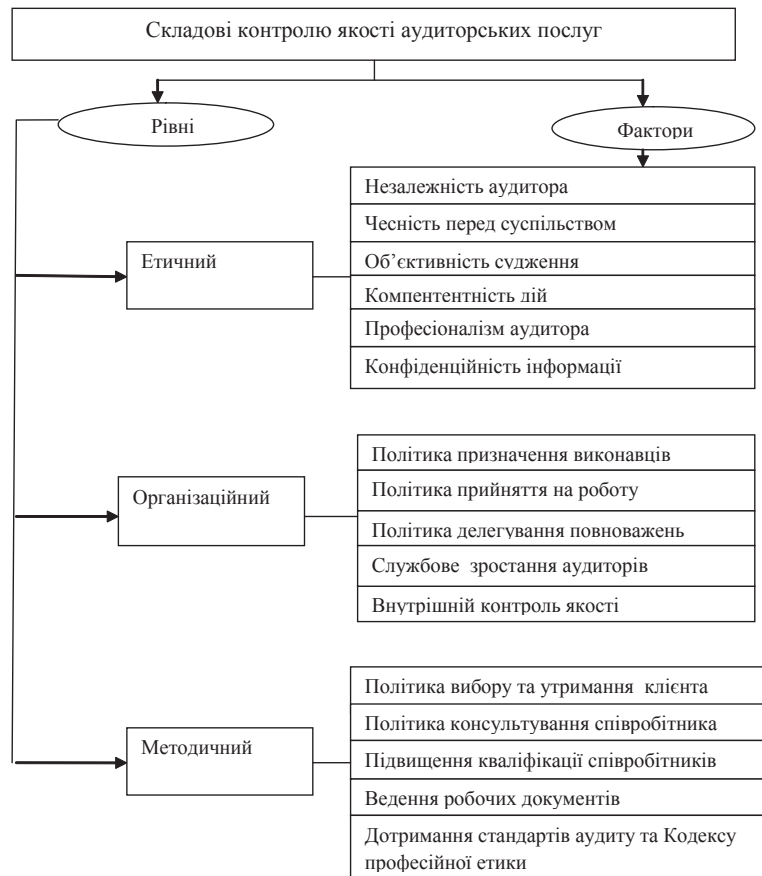 Складові контролю якості аудиторських послуг
Рівні
Фактори
Етичний
Незалежність аудитора
Чесність перед суспільством
Об’єктивність судження
Компентентність дій
Професіоналізм аудитора
Конфіденційність інформації
Організаційний
Політика призначення виконавців
Політика прийняття на роботу
Політика делегування повноважень
Службове зростання аудиторів
Внутрішній контроль якості
Методичний
Політика вибору та утримання клієнта
Політика консультування співробітника
Підвищення кваліфікації співробітників
Ведення робочих документів
Дотримання стандартів аудиту та Кодексу
професійної етики